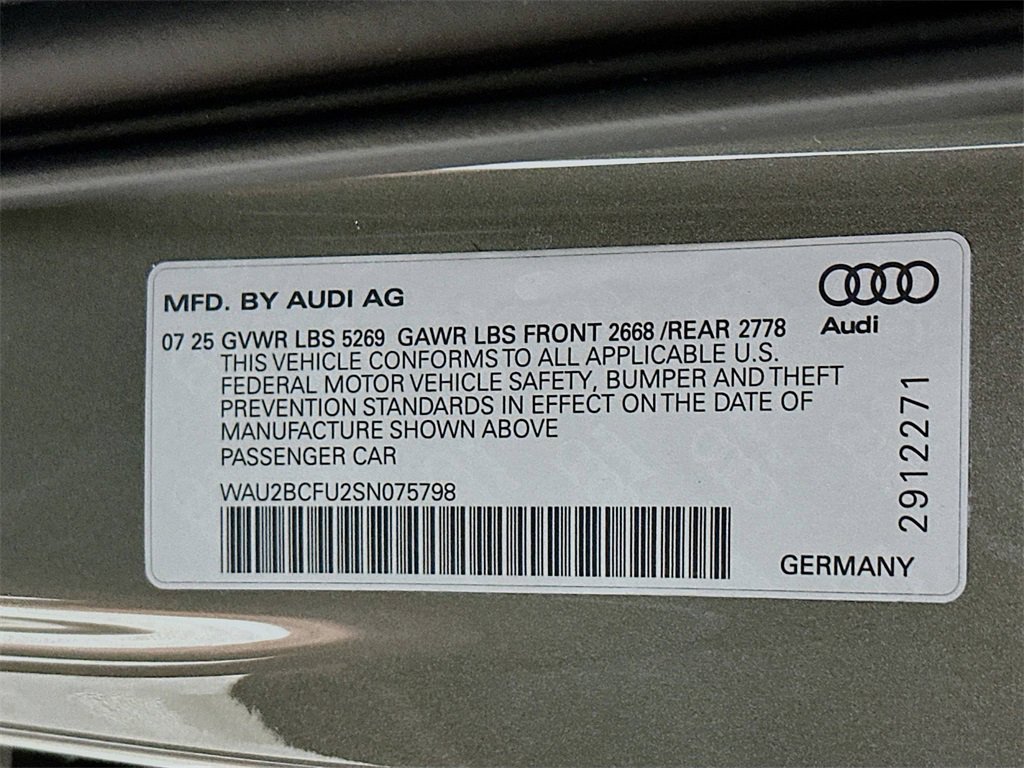 MFD. BY AUDI AG
Audi
07 25 GVWR LBS 5269 GAWR LBS FRONT 2668 /REAR 2778
THIS VEHICLE CONFORMS TO ALL APPLICABLE U.S.
FEDERAL MOTOR VEHICLE SAFETY, BUMPER AND THEFT
PREVENTION STANDARDS IN EFFECT ON THE DATE OF
MANUFACTURE SHOWN ABOVE
PASSENGER CAR
WAU2BCFU2SN075798
29122271
GERMANY